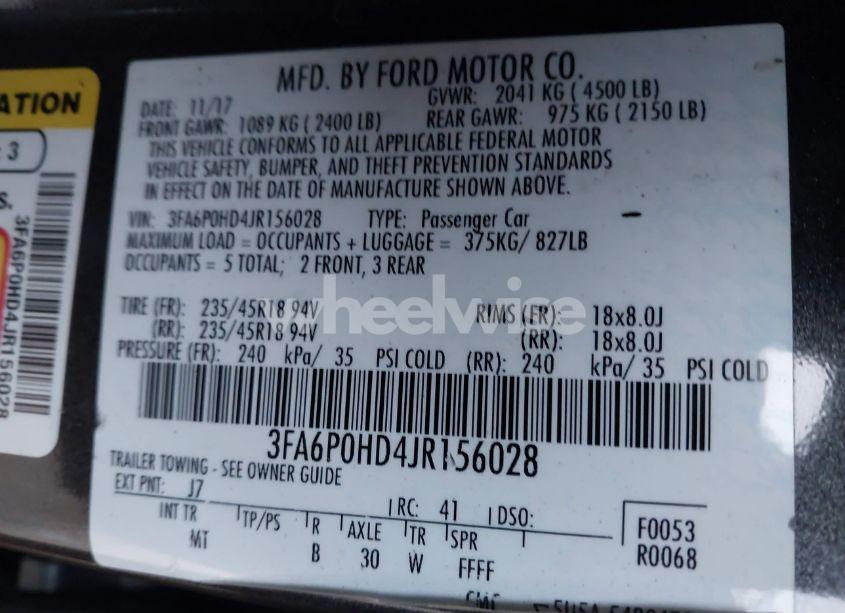 MFD. BY FORD MOTOR CO.
DATE: 11/17 GVWR: 2041 KG ( 4500 LB)
FRONT GAWR: 1089 KG ( 2400 LB) REAR GAWR: 975 KG ( 2150 LB)
THIS VEHICLE CONFORMS TO ALL APPLICABLE FEDERAL MOTOR
VEHICLE SAFETY, BUMPER, AND THEFT PREVENTION STANDARDS
IN EFFECT ON THE DATE OF MANUFACTURE SHOWN ABOVE.
VIN: 3FA6P0HD4JR156028 TYPE: Passenger Car
MAXIMUM LOAD = OCCUPANTS + LUGGAGE = 375KG/ 827LB
OCCUPANTS = 5 TOTAL; 2 FRONT, 3 REAR
TIRE (FR): 235/45R18 94V RIMS (FR): 18x8.0J
(RR): 235/45R18 94V (RR): 18x8.0J
PRESSURE (FR): 240 kPa/ 35 PSI COLD (RR): 240 kPa/ 35 PSI COLD
3FA6P0HD4JR156028
TRAILER TOWING - SEE OWNER GUIDE
EXT PNT: J7 RC: 41 DSO:
INT TR TP/PS R AXLE TR SPR
MT B 30 W FFFF
F0053
R0068
ATION
: 3
S.
3FA6P0HD4JR156028
wheelwise